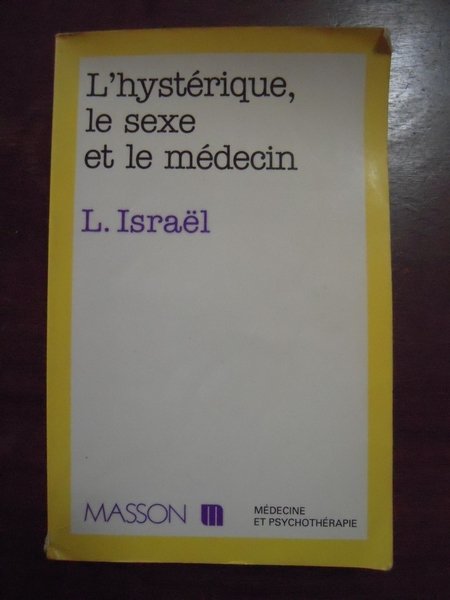 L'hystérique,
le sexe
et le médecin
L. Israël
MASSON
MÉDECINE
ET PSYCHOTHÉRAPIE